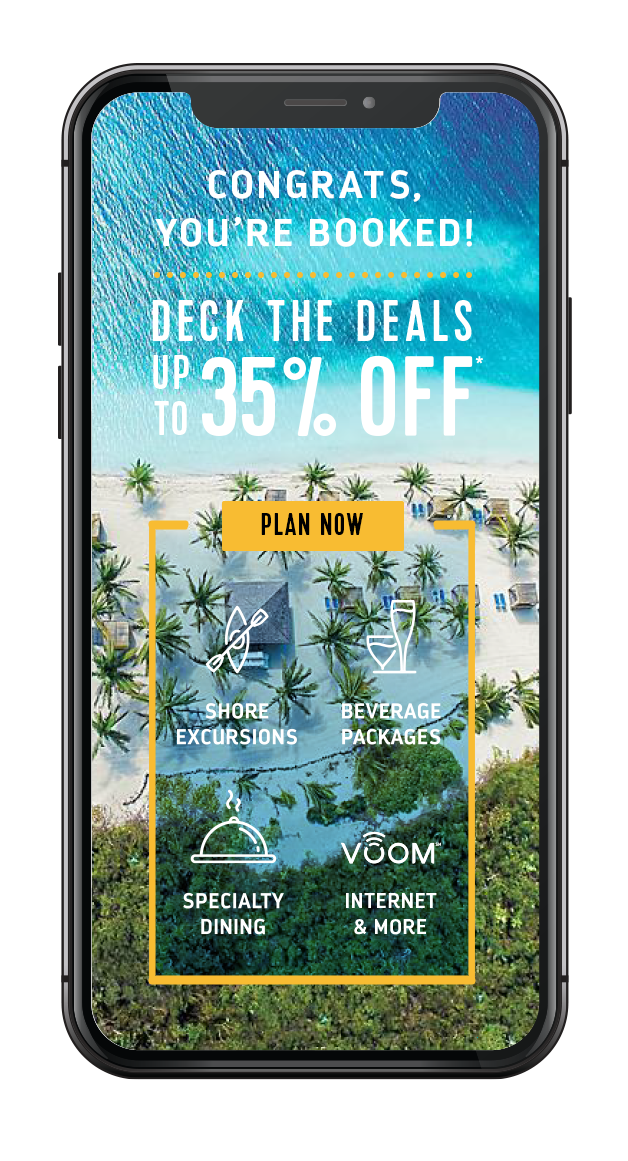 CONGRATS,
YOU'RE BOOKED!
DECK THE DEALS
UP TO 35% OFF*
PLAN NOW
SHORE EXCURSIONS
BEVERAGE PACKAGES
SPECIALTY DINING
VOOM℠
INTERNET & MORE